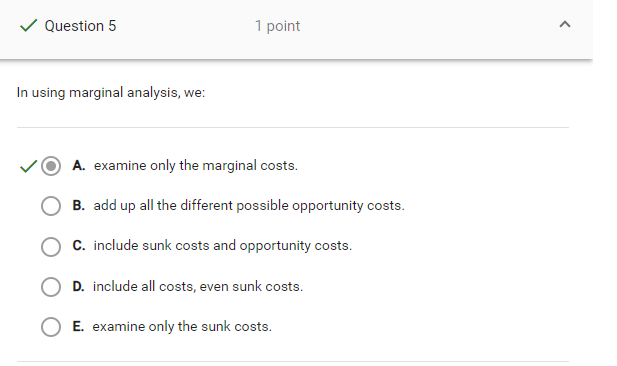 Question 5 1 point
In using marginal analysis, we:
A. examine only the marginal costs.
B. add up all the different possible opportunity costs.
C. include sunk costs and opportunity costs.
D. include all costs, even sunk costs.
E. examine only the sunk costs.